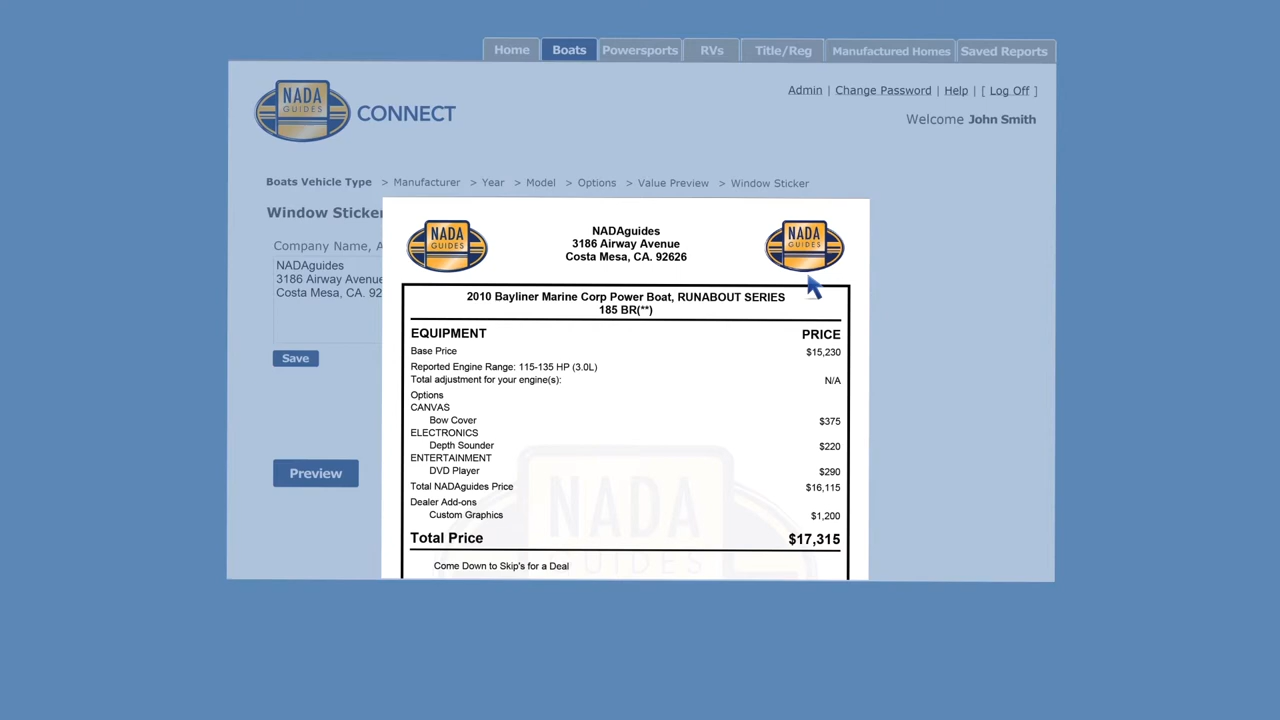 Home Boats Powersports RVs Title/Reg Manufactured Homes Saved Reports
NADA GUIDES CONNECT
Admin | Change Password | Help | [ Log Off ]
Welcome John Smith
Boats Vehicle Type > Manufacturer > Year > Model > Options > Value Preview > Window Sticker
Window Sticker
Company Name, A
NADAguides
3186 Airway Avenue
Costa Mesa, CA. 92
Save
Preview
NADA GUIDES
NADAguides
3186 Airway Avenue
Costa Mesa, CA. 92626
NADA GUIDES
2010 Bayliner Marine Corp Power Boat, RUNABOUT SERIES
185 BR(**)
EQUIPMENT PRICE
Base Price $15,230
Reported Engine Range: 115-135 HP (3.0L)
Total adjustment for your engine(s): N/A
Options
CANVAS
Bow Cover $375
ELECTRONICS
Depth Sounder $220
ENTERTAINMENT
DVD Player $290
Total NADAguides Price $16,115
Dealer Add-ons
Custom Graphics $1,200
Total Price $17,315
Come Down to Skip's for a Deal
NADA
GUIDES